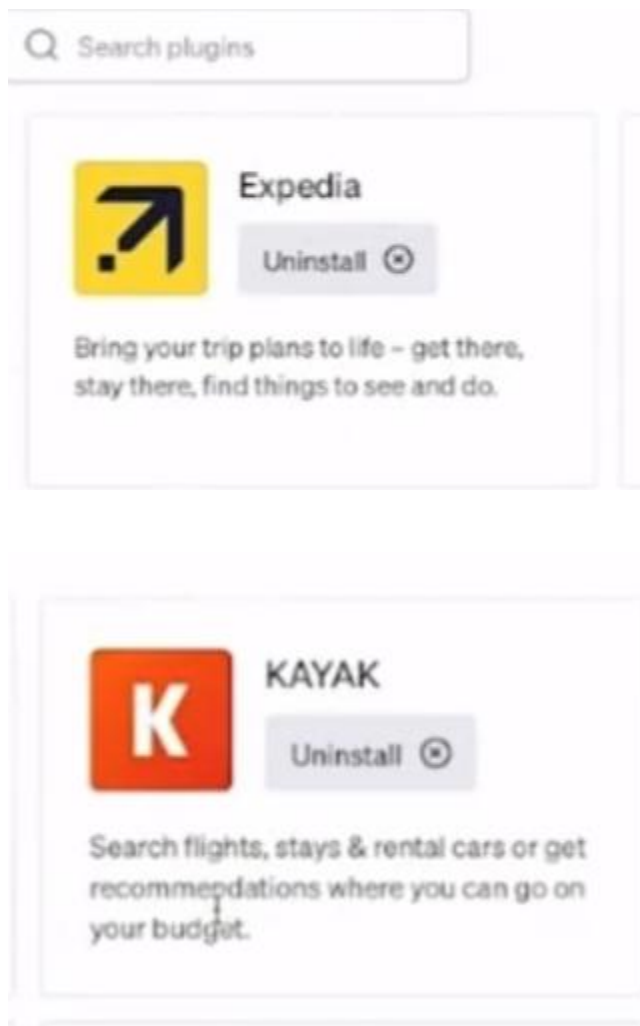 Search plugins
Expedia
Uninstall
Bring your trip plans to life – get there,
stay there, find things to see and do.
K
KAYAK
Uninstall
Search flights, stays & rental cars or get
recommendations where you can go on
your budget.